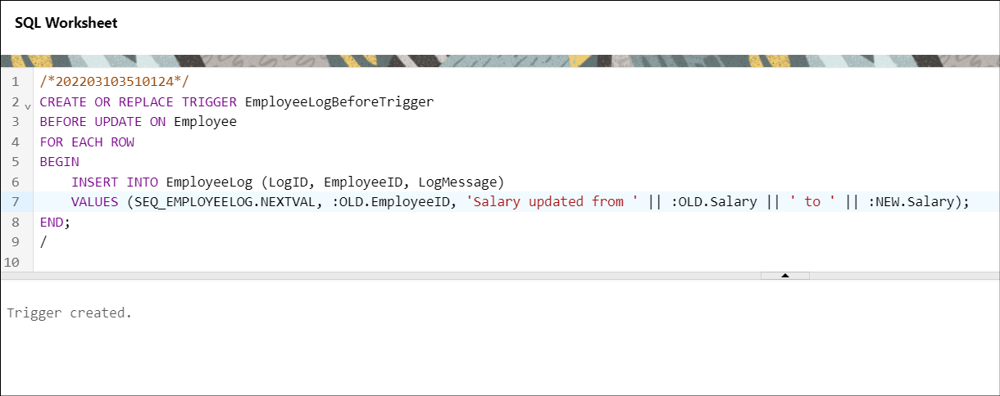 SQL Worksheet
1 /*202203103510124*/
2 CREATE OR REPLACE TRIGGER EmployeeLogBeforeTrigger
3 BEFORE UPDATE ON Employee
4 FOR EACH ROW
5 BEGIN
6 INSERT INTO EmployeeLog (LogID, EmployeeID, LogMessage)
7 VALUES (SEQ_EMPLOYEELOG.NEXTVAL, :OLD.EmployeeID, 'Salary updated from ' || :OLD.Salary || ' to ' || :NEW.Salary);
8 END;
9 /
10
Trigger created.